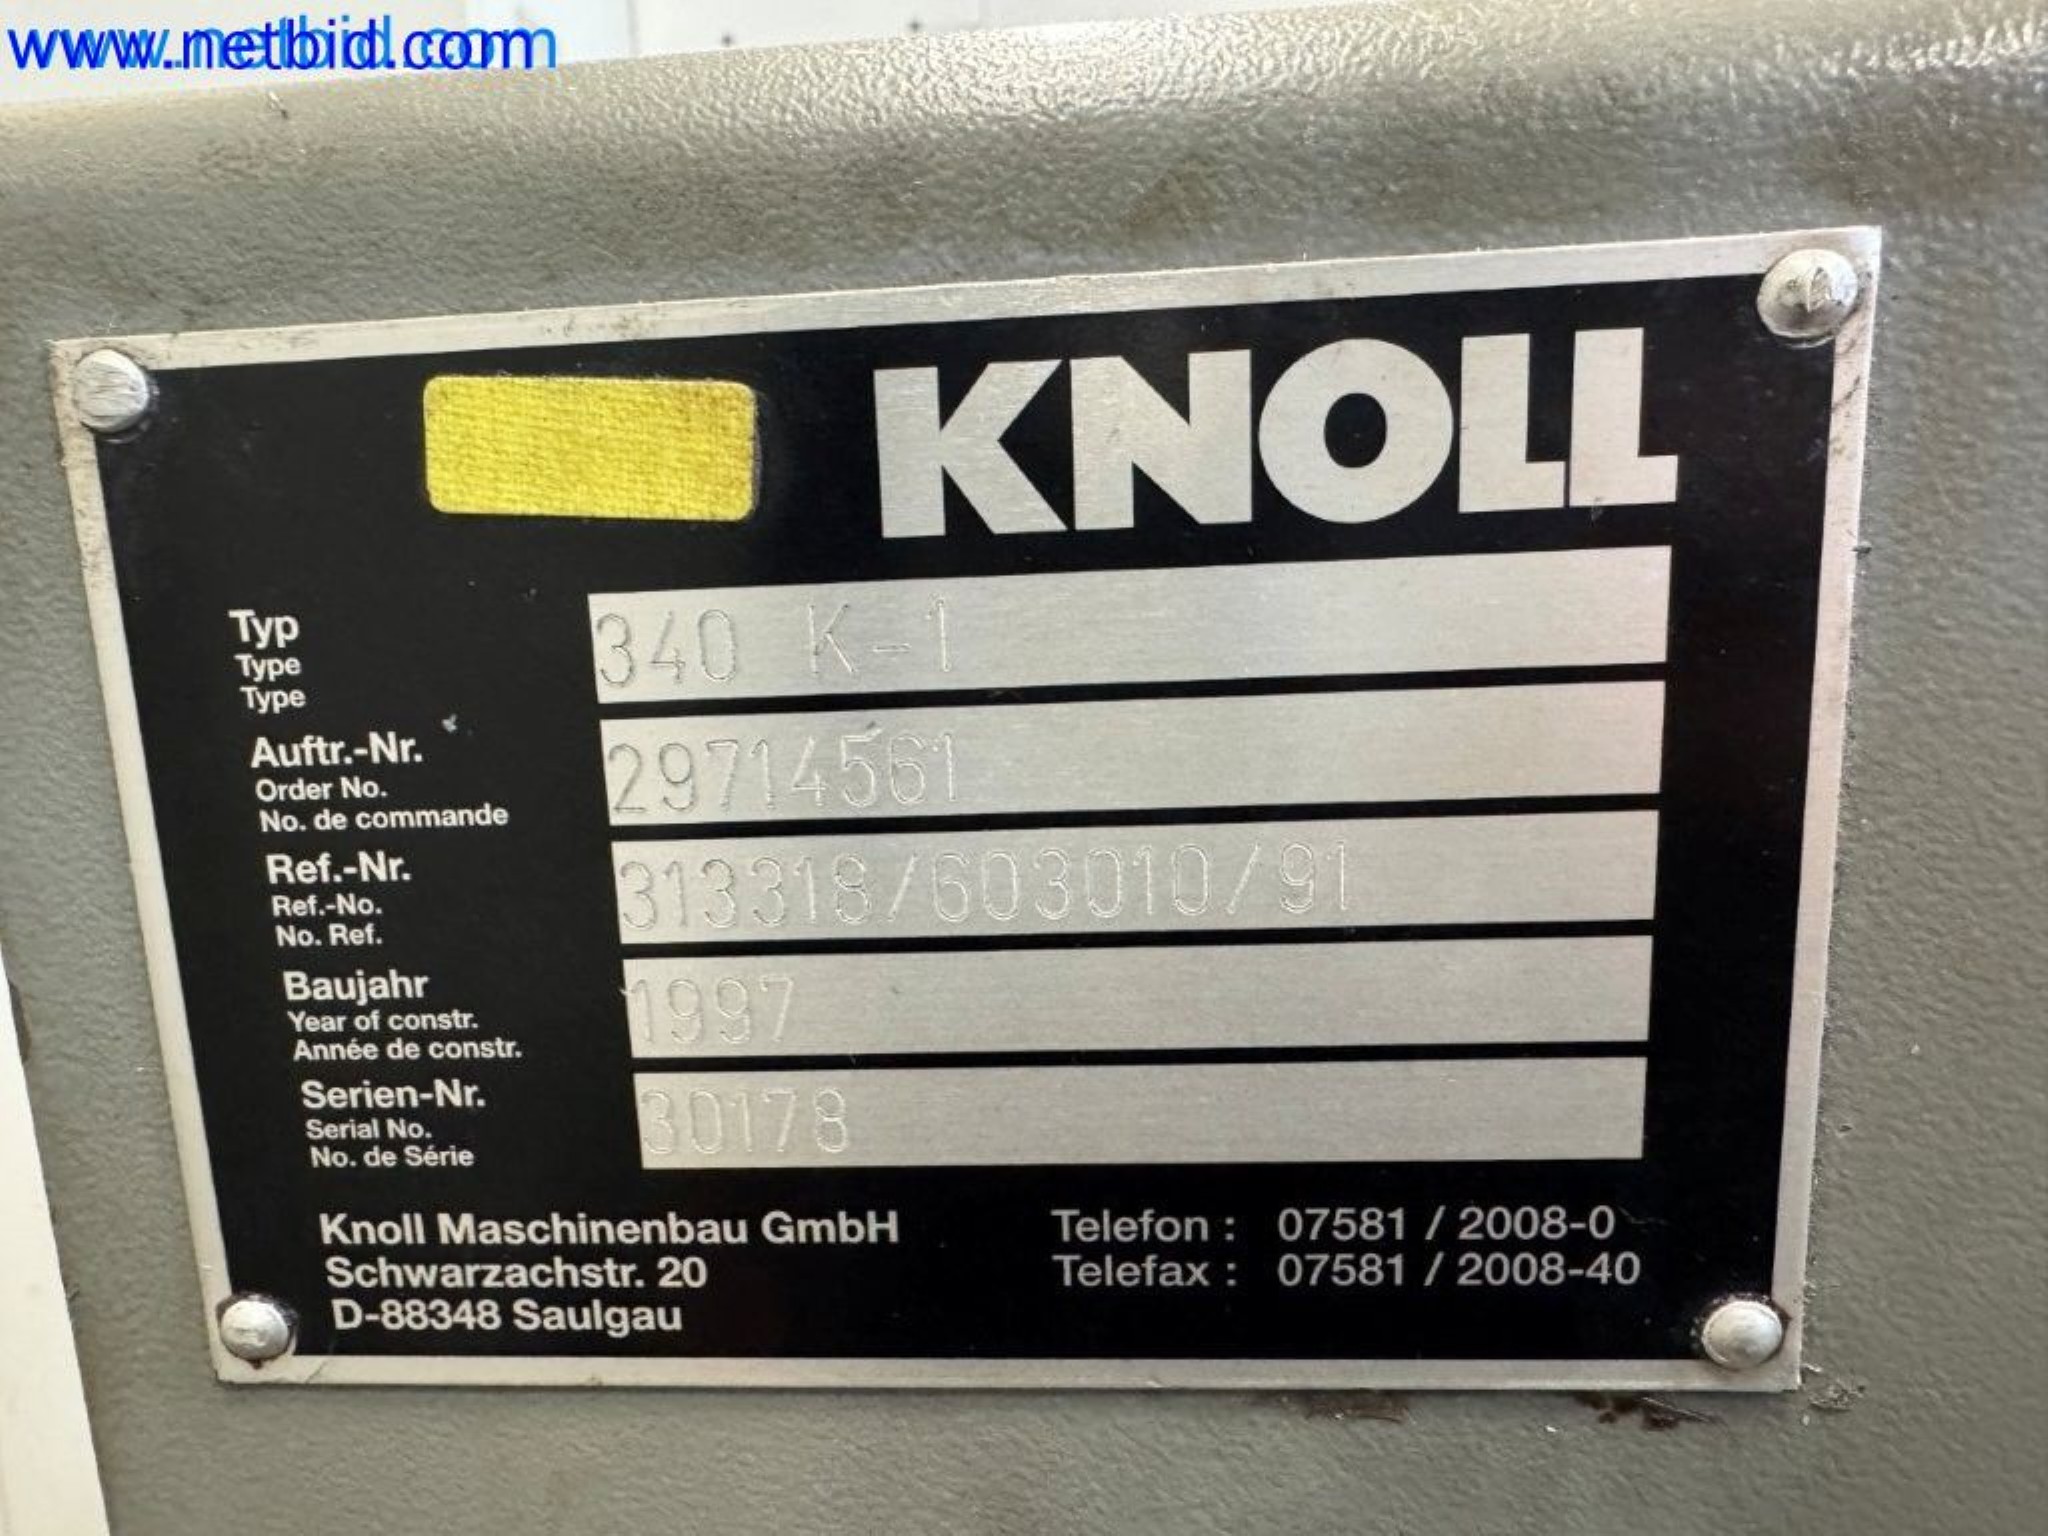 www.netbid.com
KNOLL
Typ 340 K-1
Type
Type
Auftr.-Nr. 29714561
Order No.
No. de commande
Ref.-Nr. 313318/603010/91
Ref.-No.
No. Ref.
Baujahr 1997
Year of constr.
Année de constr.
Serien-Nr. 30178
Serial No.
No. de Série
Knoll Maschinenbau GmbH Telefon : 07581 / 2008-0
Schwarzachstr. 20 Telefax : 07581 / 2008-40
D-88348 Saulgau